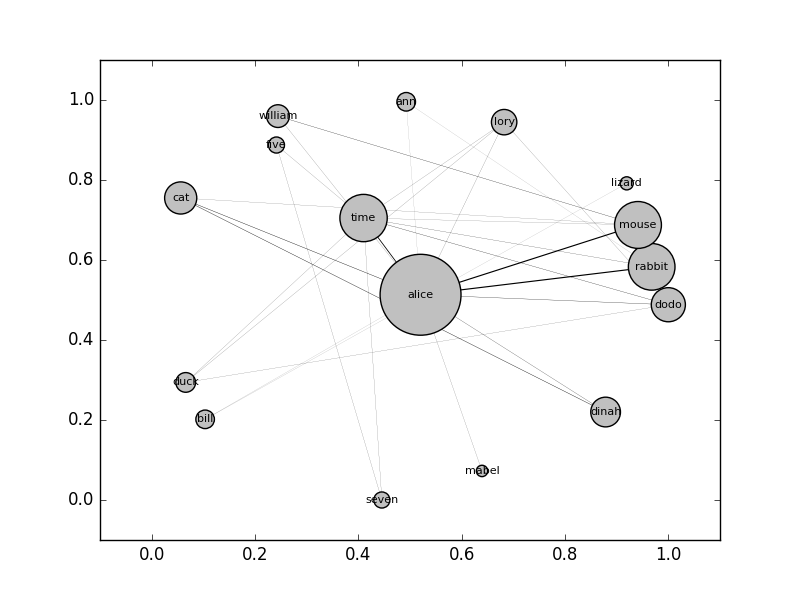 1.0
0.8
0.6
0.4
0.2
0.0
0.0
0.2
0.4
0.6
0.8
1.0
ann
william
lory
five
lizard
cat
time
mouse
rabbit
alice
dodo
duck
dinah
bill
mabel
seven